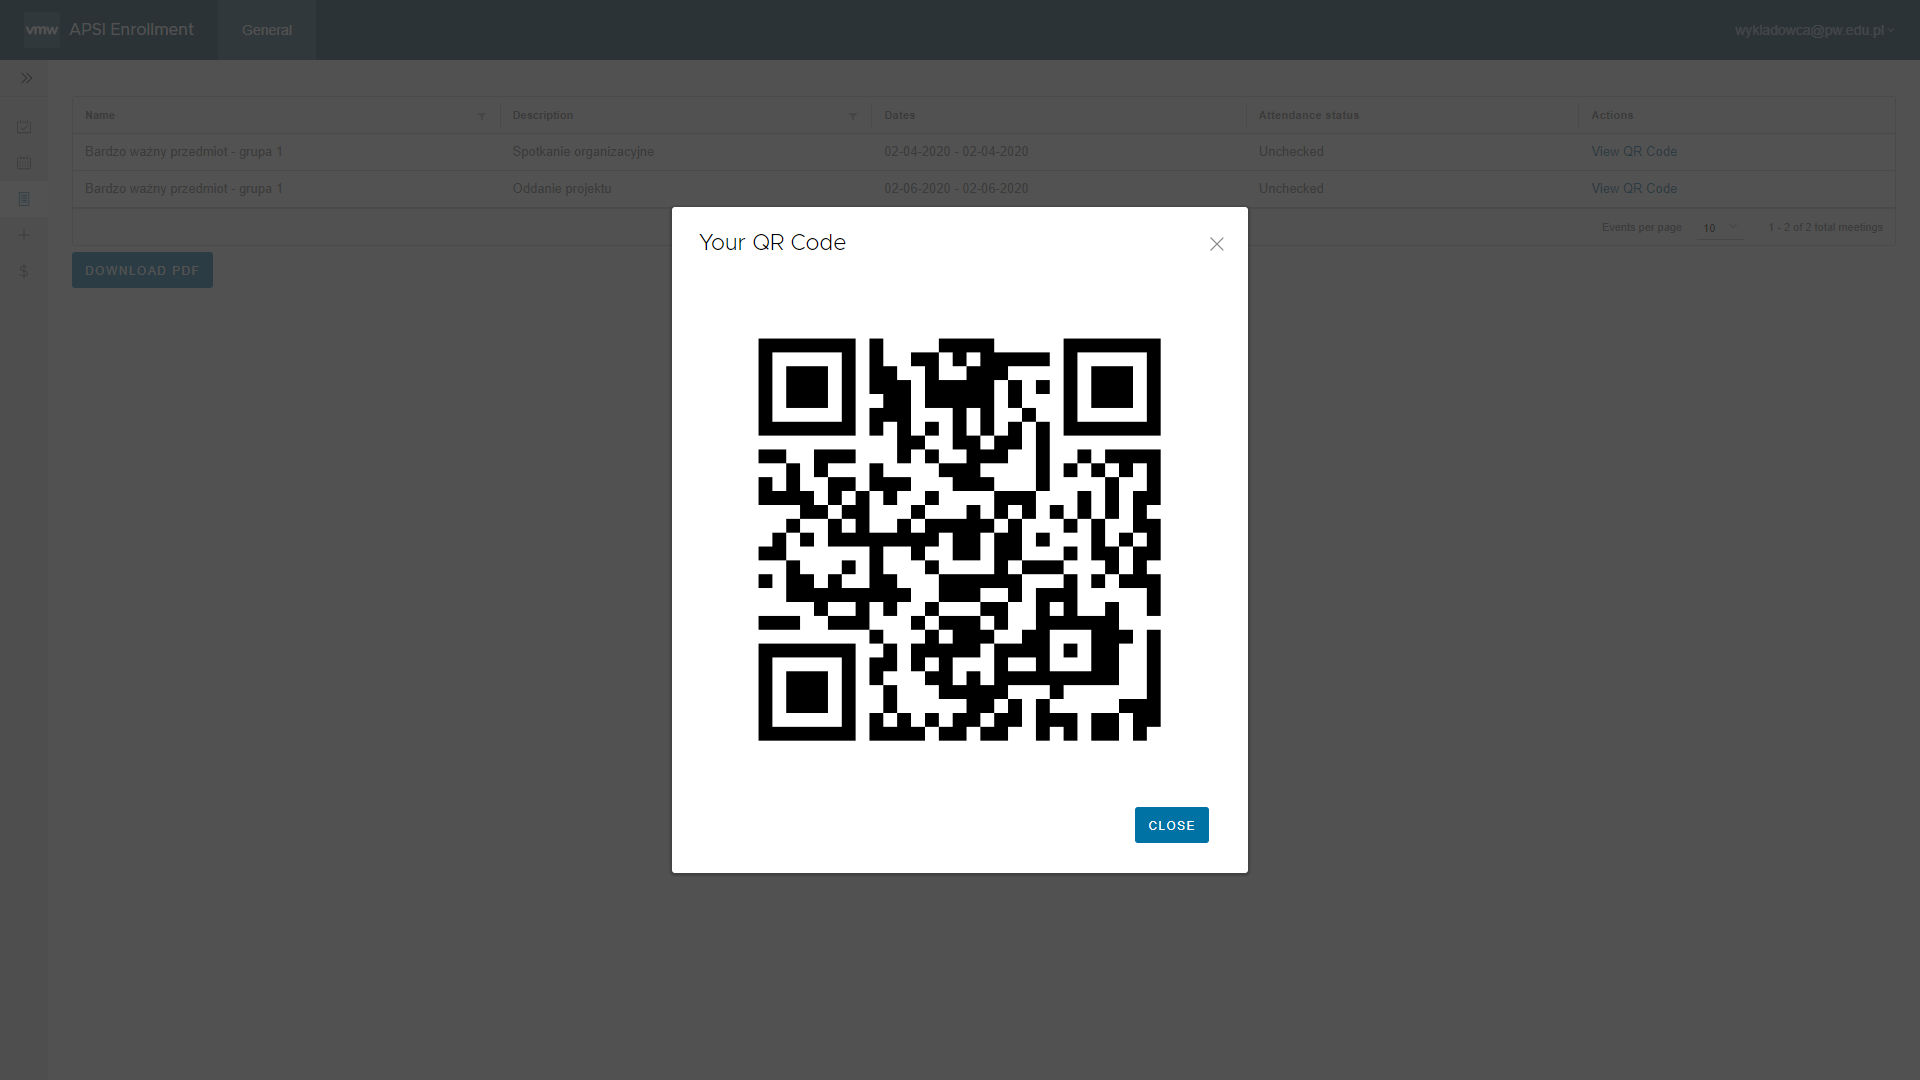 vmw APSI Enrollment General wykladowca@pw.edu.pl
Name Description Dates Attendance status Actions
Bardzo ważny przedmiot - grupa 1 Spotkanie organizacyjne 02-04-2020 - 02-04-2020 Unchecked View QR Code
Bardzo ważny przedmiot - grupa 1 Oddanie projektu 02-06-2020 - 02-06-2020 Unchecked View QR Code
Events per page 10 1 - 2 of 2 total meetings
DOWNLOAD PDF
Your QR Code
CLOSE